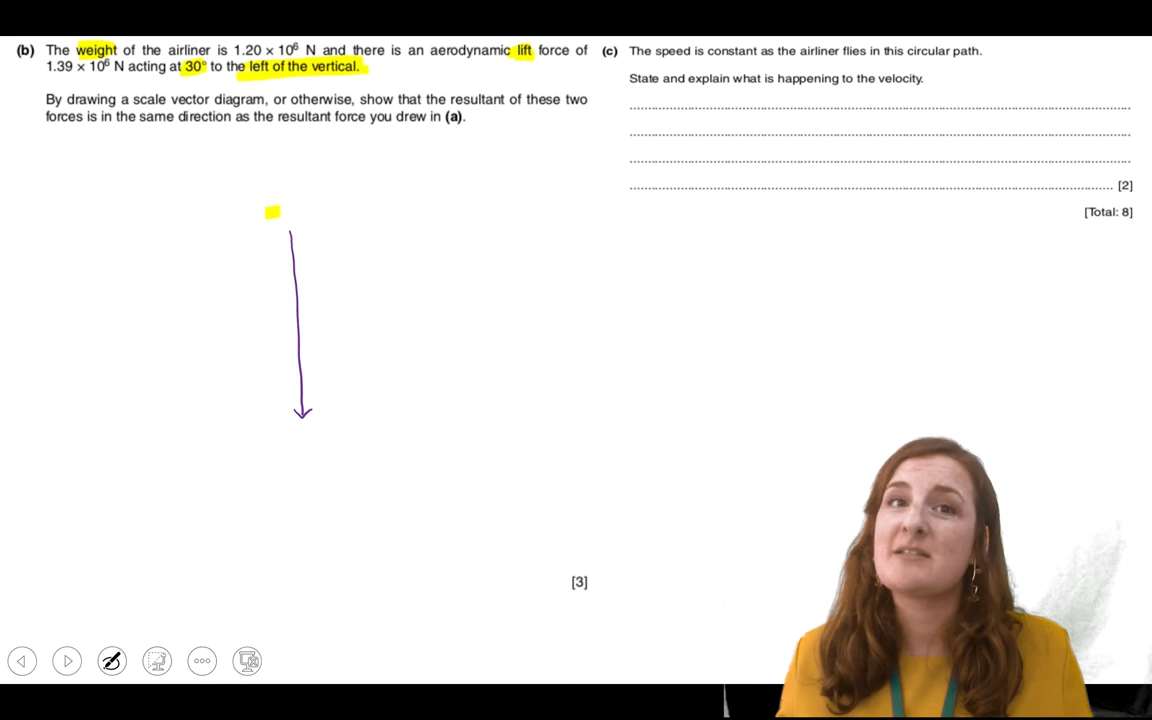 (b) The weight of the airliner is 1.20 × 10⁶ N and there is an aerodynamic lift force of
1.39 × 10⁶ N acting at 30° to the left of the vertical.
By drawing a scale vector diagram, or otherwise, show that the resultant of these two
forces is in the same direction as the resultant force you drew in (a).
[3]
(c) The speed is constant as the airliner flies in this circular path.
State and explain what is happening to the velocity.
[2]
[Total: 8]